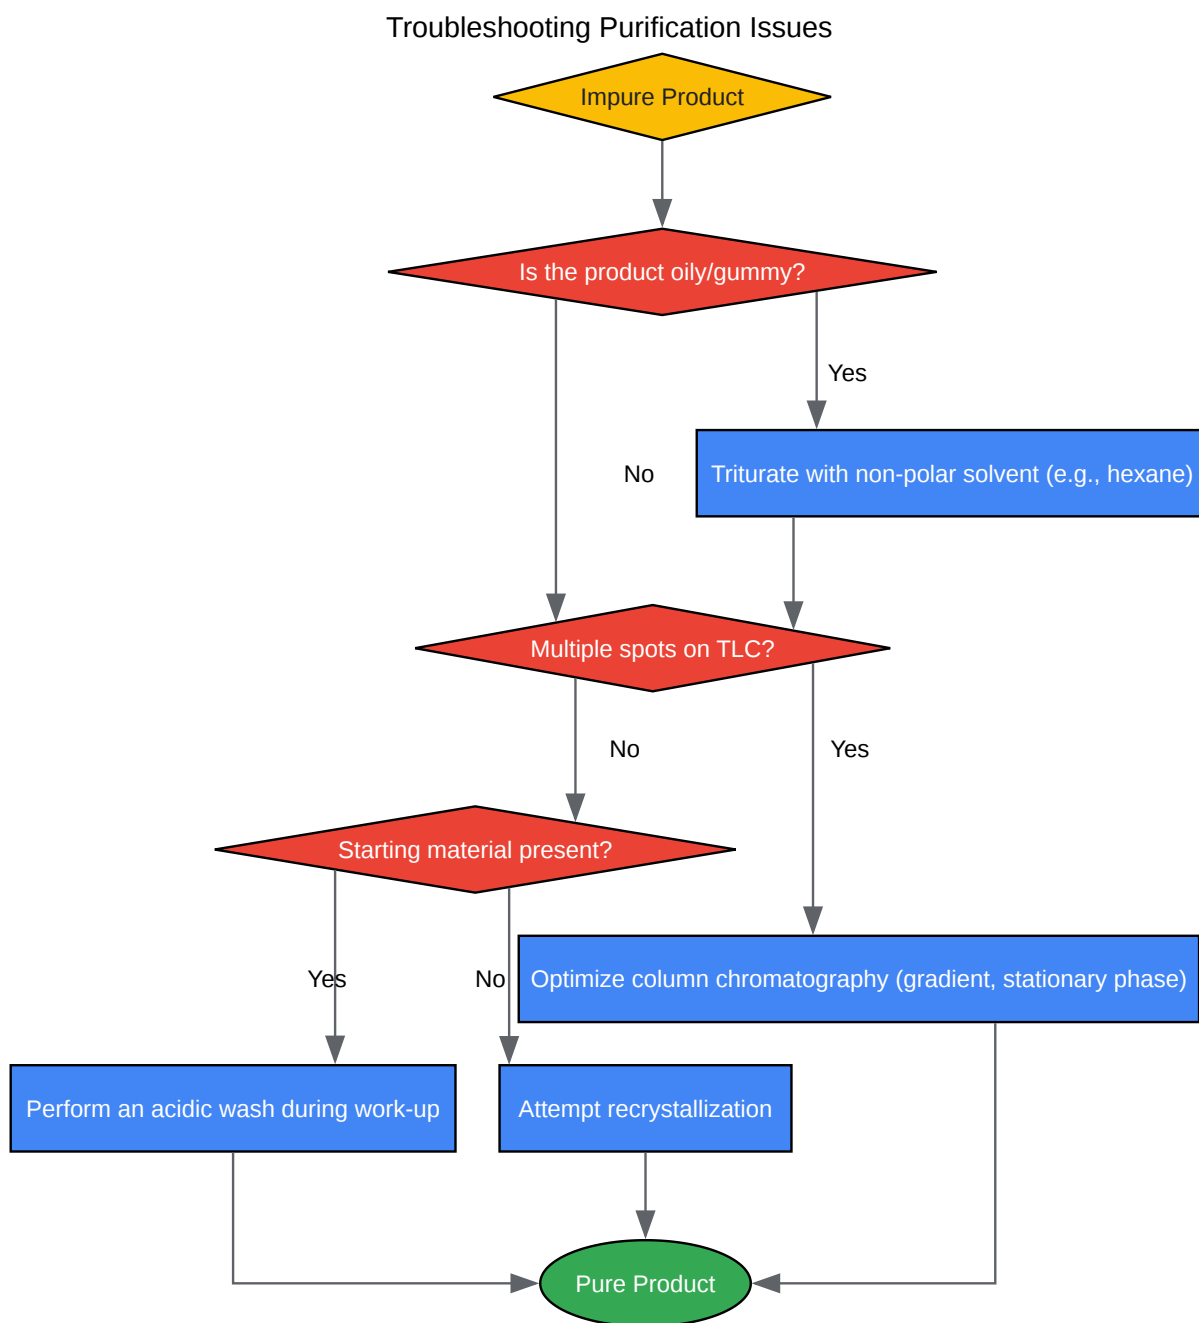 Troubleshooting Purification Issues
Impure Product
Is the product oily/gummy?
Yes
No
Triturate with non-polar solvent (e.g., hexane)
Multiple spots on TLC?
No
Yes
Starting material present?
Yes
No
Optimize column chromatography (gradient, stationary phase)
Perform an acidic wash during work-up
Attempt recrystallization
Pure Product